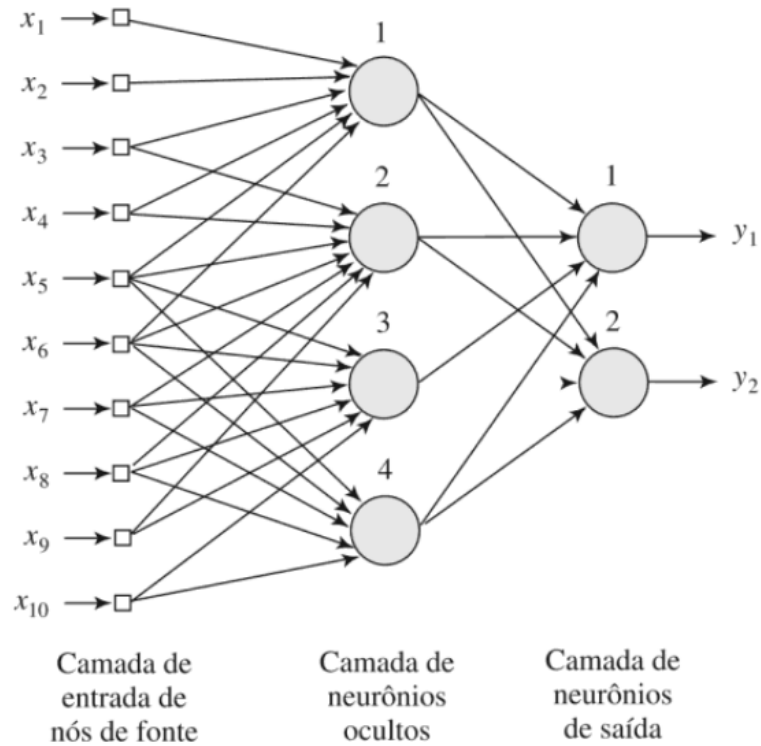 x1
x2
x3
x4
x5
x6
x7
x8
x9
x10
1
2
3
4
1
2
y1
y2
Camada de
entrada de
nós de fonte
Camada de
neurônios
ocultos
Camada de
neurônios
de saída